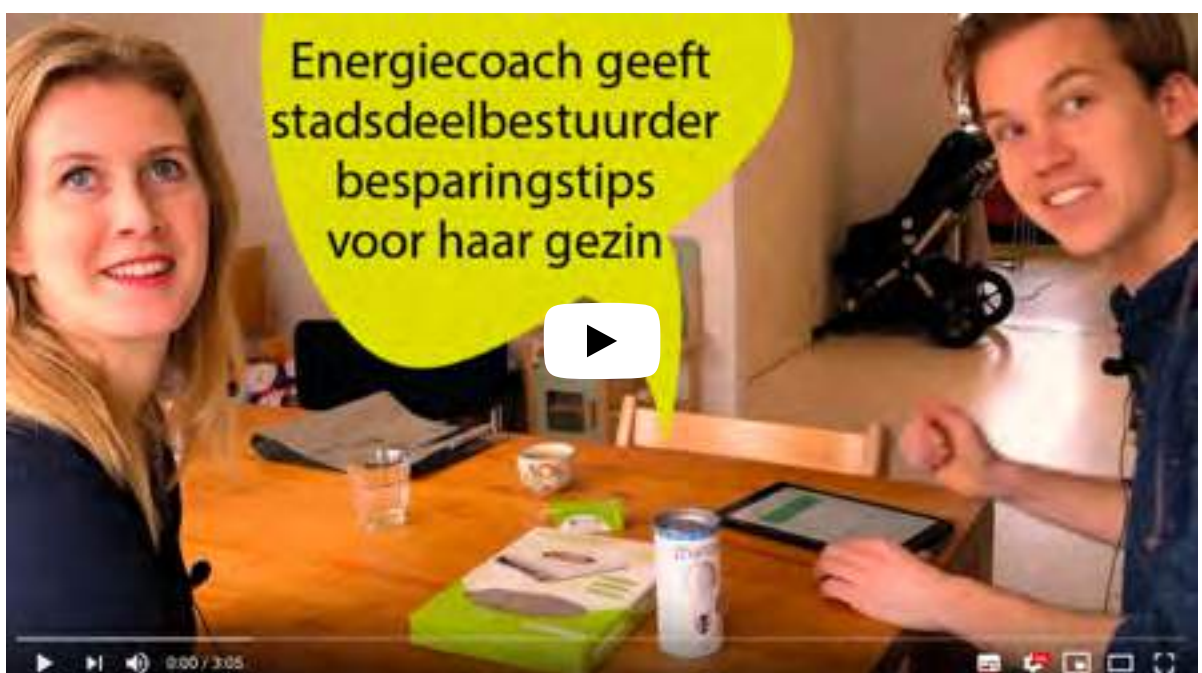 Energiecoach geeft
stadsdeelbestuurder
besparingstips
voor haar gezin
0:00 / 3:05